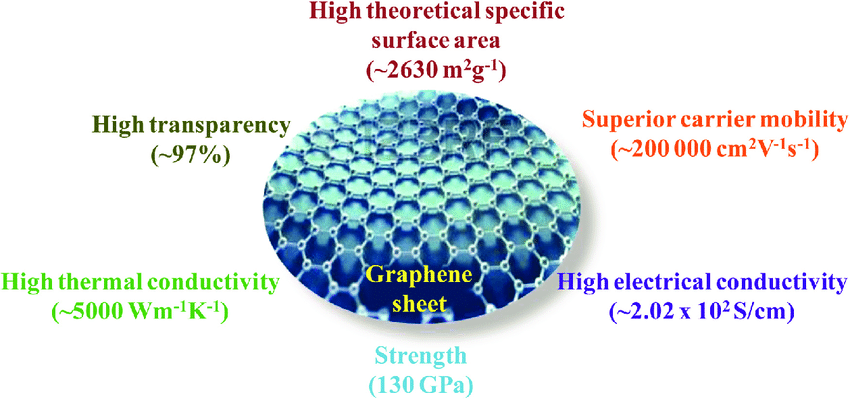 High theoretical specific
surface area
(~2630 m²g⁻¹)
High transparency
(~97%)
Superior carrier mobility
(~200 000 cm²V⁻¹s⁻¹)
High thermal conductivity
(~5000 Wm⁻¹K⁻¹)
Graphene
sheet
High electrical conductivity
(~2.02 x 10² S/cm)
Strength
(130 GPa)